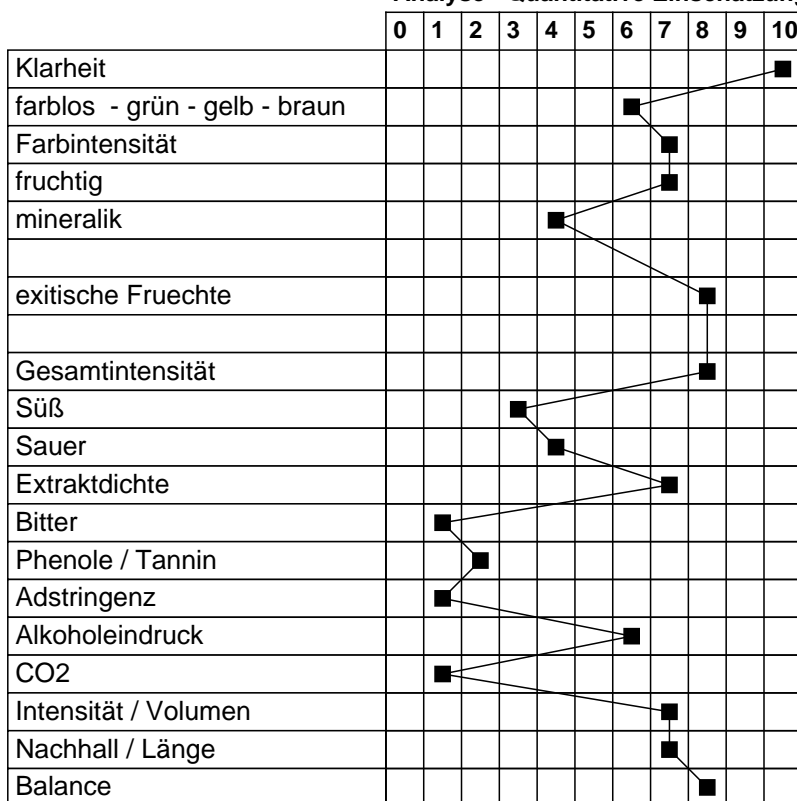 0 1 2 3 4 5 6 7 8 9 10
Klarheit
farblos - grün - gelb - braun
Farbintensität
fruchtig
mineralik
exitische Fruechte
Gesamtintensität
Süß
Sauer
Extraktdichte
Bitter
Phenole / Tannin
Adstringenz
Alkoholeindruck
CO2
Intensität / Volumen
Nachhall / Länge
Balance